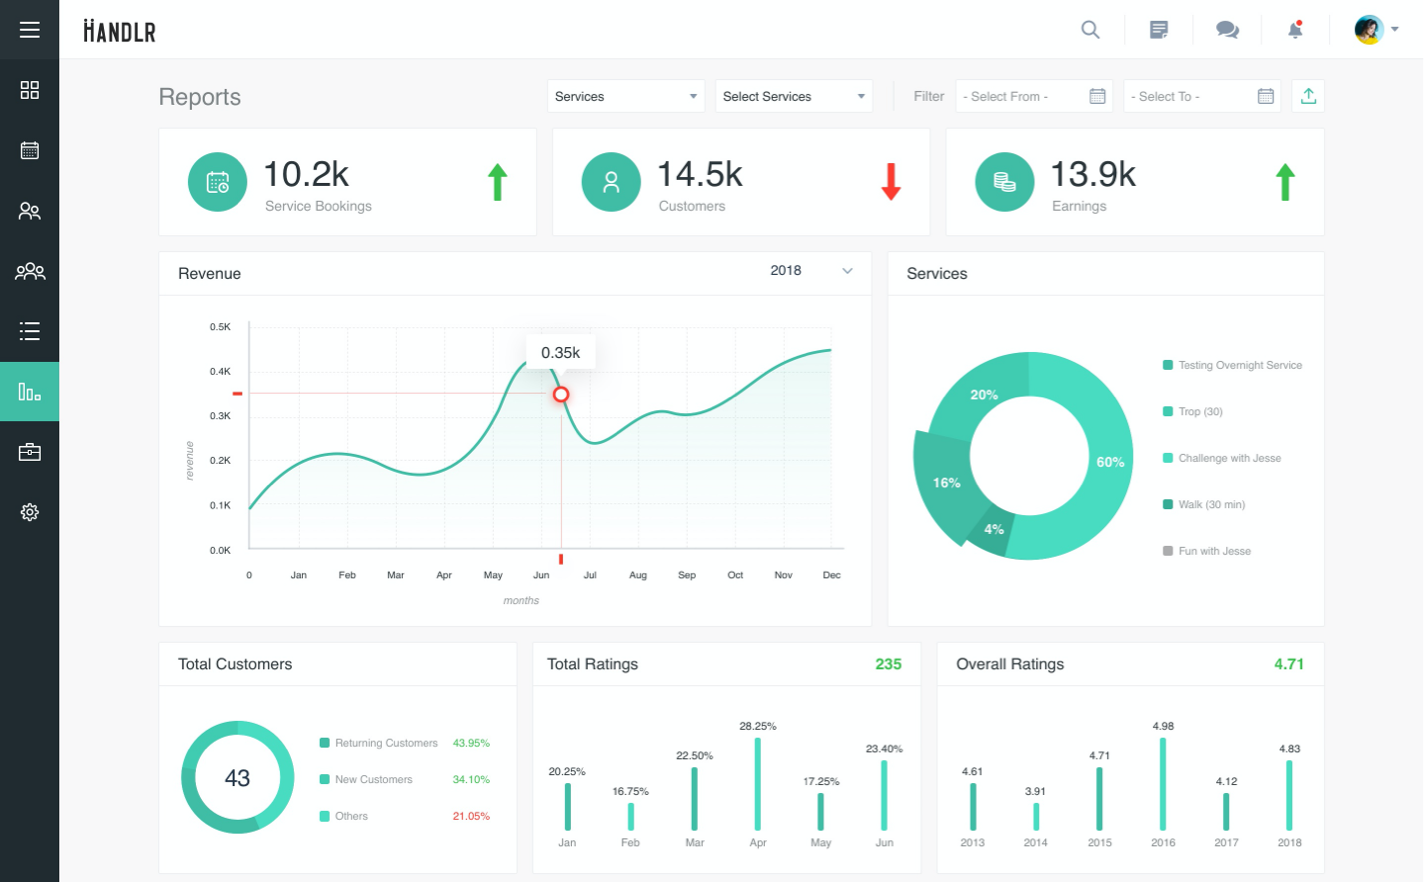 HANDLR
Reports
Services
Select Services
Filter
- Select From -
- Select To -
10.2k
Service Bookings
14.5k
Customers
13.9k
Earnings
Revenue
2018
0.5K
0.4K
0.3K
0.2K
0.1K
0.0K
revenue
0.35k
0 Jan Feb Mar Apr May Jun Jul Aug Sep Oct Nov Dec
months
Services
20%
60%
16%
4%
Testing Overnight Service
Trop (30)
Challenge with Jesse
Walk (30 min)
Fun with Jesse
Total Customers
43
Returning Customers 43.95%
New Customers 34.10%
Others 21.05%
Total Ratings 235
20.25% 16.75% 22.50% 28.25% 17.25% 23.40%
Jan Feb Mar Apr May Jun
Overall Ratings 4.71
4.61 3.91 4.71 4.98 4.12 4.83
2013 2014 2015 2016 2017 2018